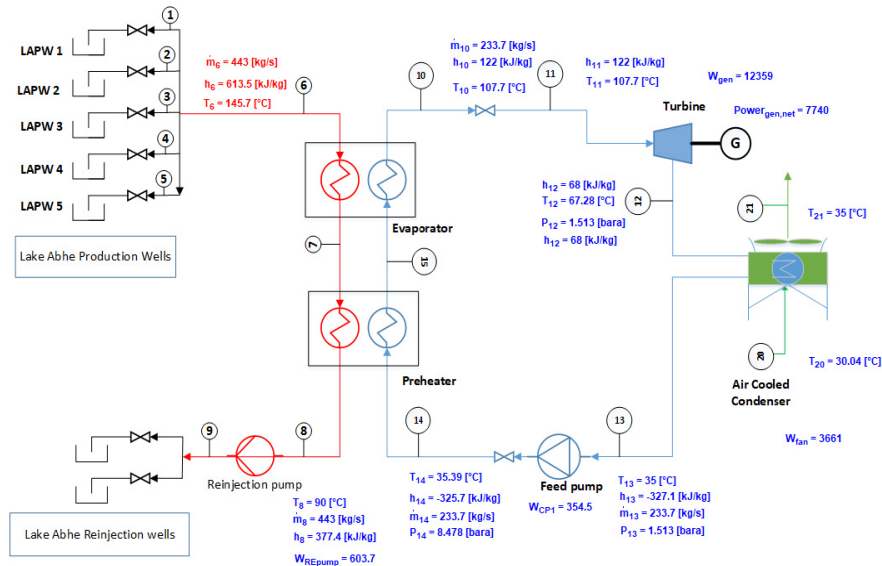 1
LAPW 1
2
LAPW 2
3
LAPW 3
4
LAPW 4
5
LAPW 5
Lake Abhe Production Wells
ṁ6 = 443 [kg/s]
h6 = 613.5 [kJ/kg]
T6 = 145.7 [°C]
6
ṁ10 = 233.7 [kg/s]
h10 = 122 [kJ/kg]
T10 = 107.7 [°C]
10
11
h11 = 122 [kJ/kg]
T11 = 107.7 [°C]
Wgen = 12359
Turbine
Powergen,net = 7740
G
h12 = 68 [kJ/kg]
T12 = 67.28 [°C]
P12 = 1.513 [bara]
h12 = 68 [kJ/kg]
12
21
T21 = 35 [°C]
Evaporator
7
15
Preheater
20
T20 = 30.04 [°C]
Air Cooled
Condenser
Wfan = 3661
9
8
Reinjection pump
Lake Abhe Reinjection wells
T8 = 90 [°C]
ṁ8 = 443 [kg/s]
h8 = 377.4 [kJ/kg]
WREpump = 603.7
14
13
T14 = 35.39 [°C]
h14 = -325.7 [kJ/kg]
ṁ14 = 233.7 [kg/s]
P14 = 8.478 [bara]
Feed pump
WCP1 = 354.5
T13 = 35 [°C]
h13 = -327.1 [kJ/kg]
ṁ13 = 233.7 [kg/s]
P13 = 1.513 [bara]